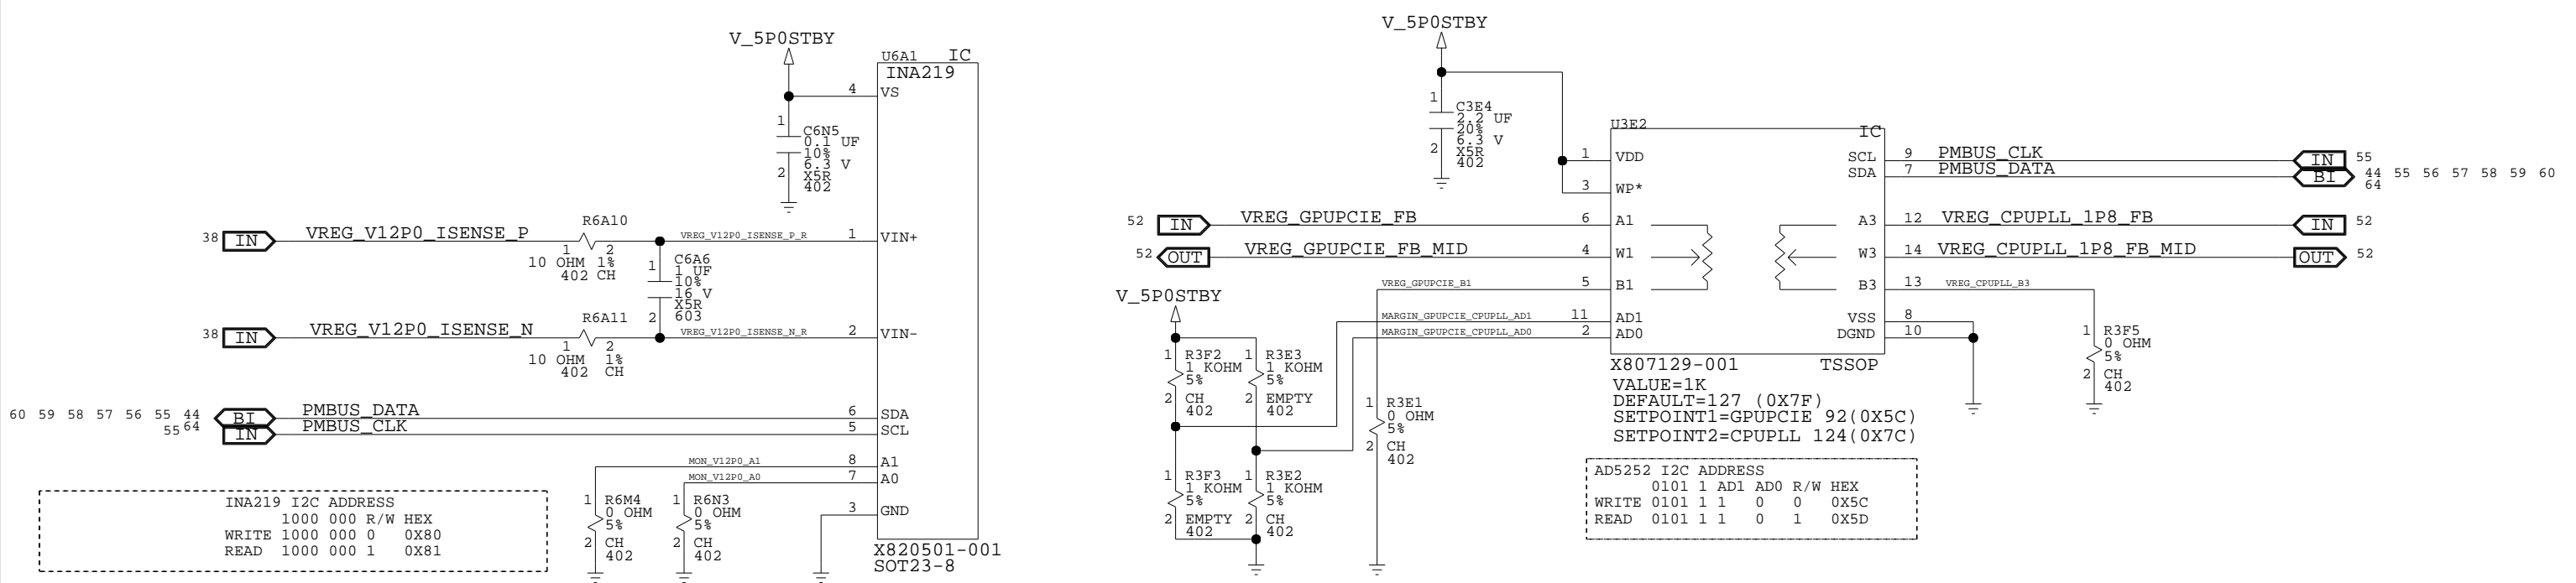 V_5P0STBY
U6A1 IC
INA219
4 VS
1
C6N5
0.1 UF
10%
6.3 V
X5R
402
2
R6A10
38 IN VREG_V12P0_ISENSE_P
1 2
10 OHM 1%
402 CH
VREG_V12P0_ISENSE_P_R 1 VIN+
1
C6A6
1 UF
10%
16 V
X5R
603
2
R6A11
38 IN VREG_V12P0_ISENSE_N
1 2
10 OHM 1%
402 CH
VREG_V12P0_ISENSE_N_R 2 VIN-
60 59 58 57 56 55 44 BI PMBUS_DATA 6 SDA
64
55 IN PMBUS_CLK 5 SCL
MON_V12P0_A1 8 A1
MON_V12P0_A0 7 A0
1 R6M4
0 OHM
5%
2 CH
402
1 R6N3
0 OHM
5%
2 CH
402
3 GND
X820501-001
SOT23-8
INA219 I2C ADDRESS
1000 000 R/W HEX
WRITE 1000 000 0 0X80
READ 1000 000 1 0X81
V_5P0STBY
1
C3E4
2.2 UF
20%
6.3 V
X5R
402
2
U3E2
IC
1 VDD
3 WP*
SCL 9 PMBUS_CLK IN 55
SDA 7 PMBUS_DATA BI 44 55 56 57 58 59 60
64
52 IN VREG_GPUPCIE_FB 6 A1
A3 12 VREG_CPUPLL_1P8_FB IN 52
52 OUT VREG_GPUPCIE_FB_MID 4 W1
W3 14 VREG_CPUPLL_1P8_FB_MID OUT 52
VREG_GPUPCIE_B1 5 B1
B3 13 VREG_CPUPLL_B3
V_5P0STBY
MARGIN_GPUPCIE_CPUPLL_AD1 11 AD1
MARGIN_GPUPCIE_CPUPLL_AD0 2 AD0
VSS 8
DGND 10
1 R3F5
0 OHM
5%
2 CH
402
1 R3F2
1 KOHM
5%
2 CH
402
1 R3E3
1 KOHM
5%
2 EMPTY
402
1 R3E1
0 OHM
5%
2 CH
402
1 R3F3
1 KOHM
5%
2 EMPTY
402
1 R3E2
1 KOHM
5%
2 CH
402
X807129-001 TSSOP
VALUE=1K
DEFAULT=127 (0X7F)
SETPOINT1=GPUPCIE 92(0X5C)
SETPOINT2=CPUPLL 124(0X7C)
AD5252 I2C ADDRESS
0101 1 AD1 AD0 R/W HEX
WRITE 0101 1 1 0 0 0X5C
READ 0101 1 1 0 1 0X5D